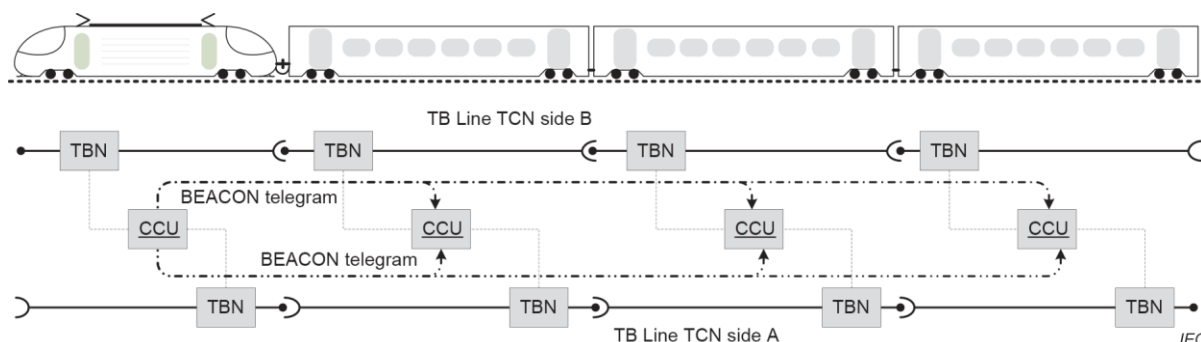 TB Line TCN side B
TBN TBN TBN TBN
BEACON telegram
CCU CCU CCU CCU
BEACON telegram
TBN TBN TBN TBN
TB Line TCN side A